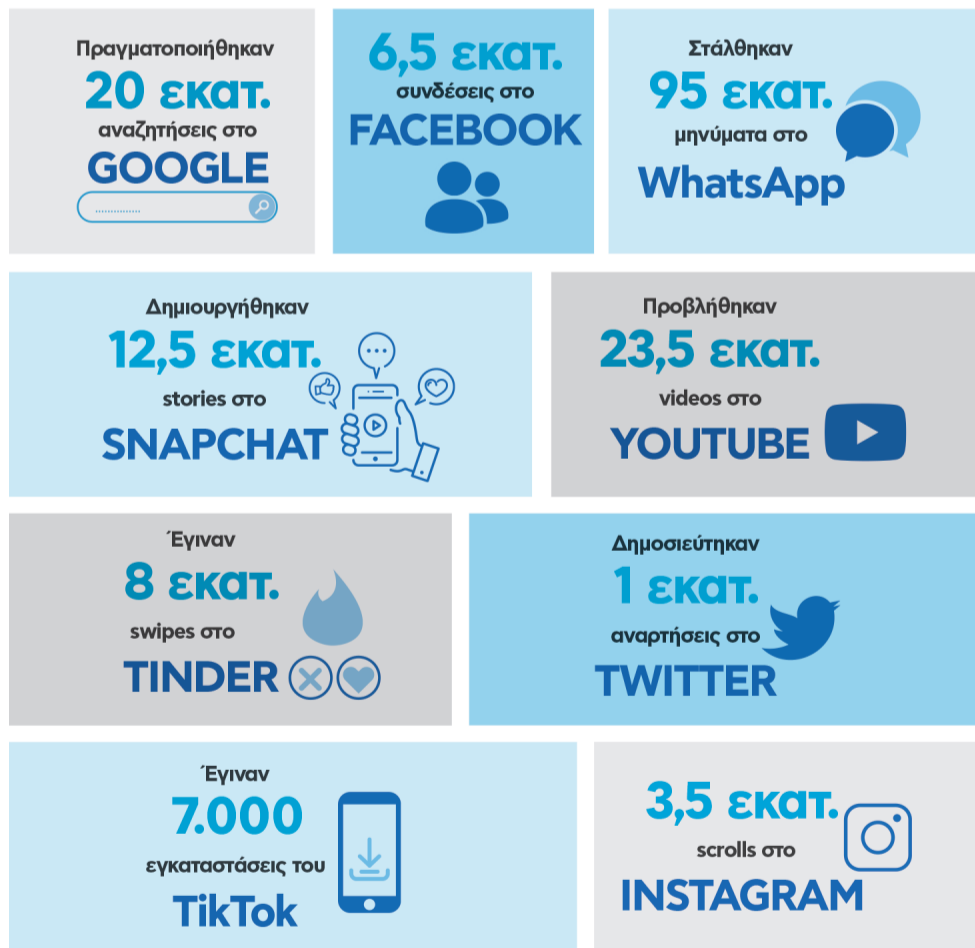 Πραγματοποιήθηκαν
20 εκατ.
αναζητήσεις στο
GOOGLE
6,5 εκατ.
συνδέσεις στο
FACEBOOK
Στάλθηκαν
95 εκατ.
μηνύματα στο
WhatsApp
Δημιουργήθηκαν
12,5 εκατ.
stories στο
SNAPCHAT
Προβλήθηκαν
23,5 εκατ.
videos στο
YOUTUBE
Έγιναν
8 εκατ.
swipes στο
TINDER
Δημοσιεύτηκαν
1 εκατ.
αναρτήσεις στο
TWITTER
Έγιναν
7.000
εγκαταστάσεις του
TikTok
3,5 εκατ.
scrolls στο
INSTAGRAM